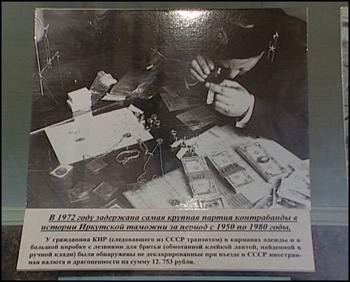 В 1972 году задержана самая крупная партия контрабанды в
истории Иркутской таможни за период с 1950 по 1980 годы.
У гражданина КНР (следовавшего из СССР транзитом) в карманах одежды и в
большой коробке с лезвиями для бритья (обмотанной клейкой лентой, найденной в
ручной клади) были обнаружены не декларированные при въезде в СССР иностран-
ная валюта и драгоценности на сумму 12. 753 рубля.